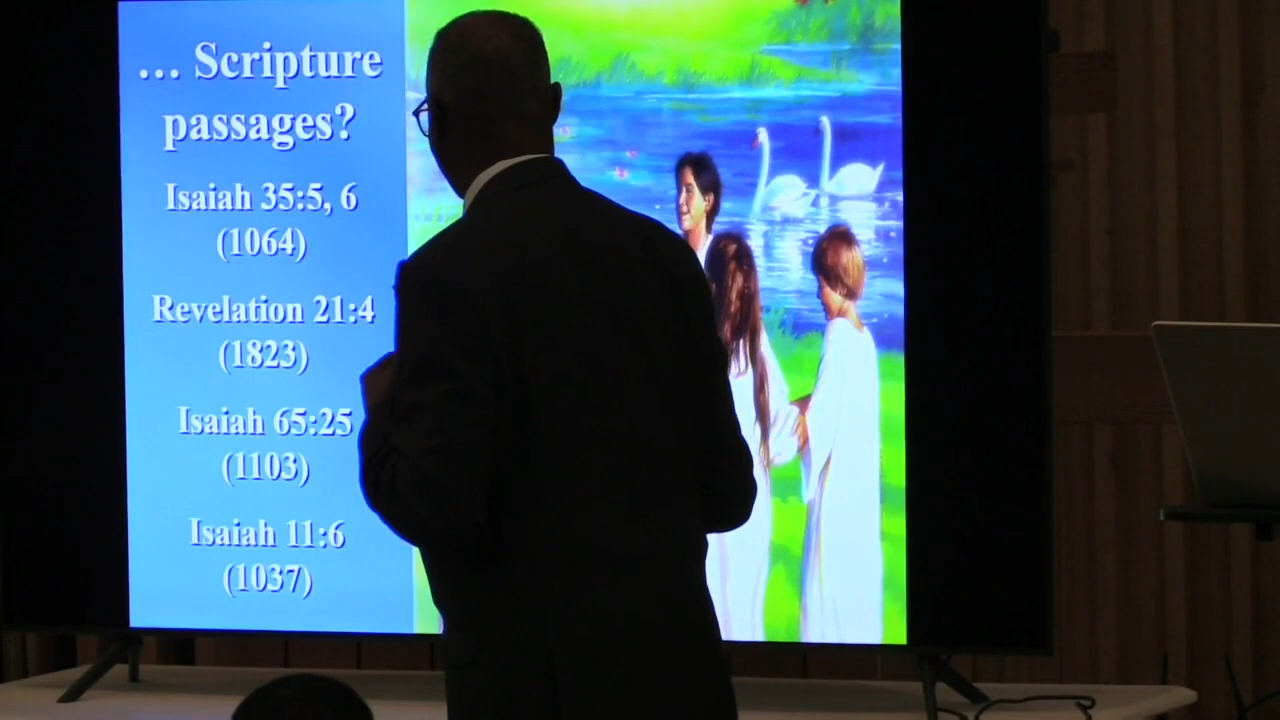 ... Scripture
passages?
Isaiah 35:5, 6
(1064)
Revelation 21:4
(1823)
Isaiah 65:25
(1103)
Isaiah 11:6
(1037)